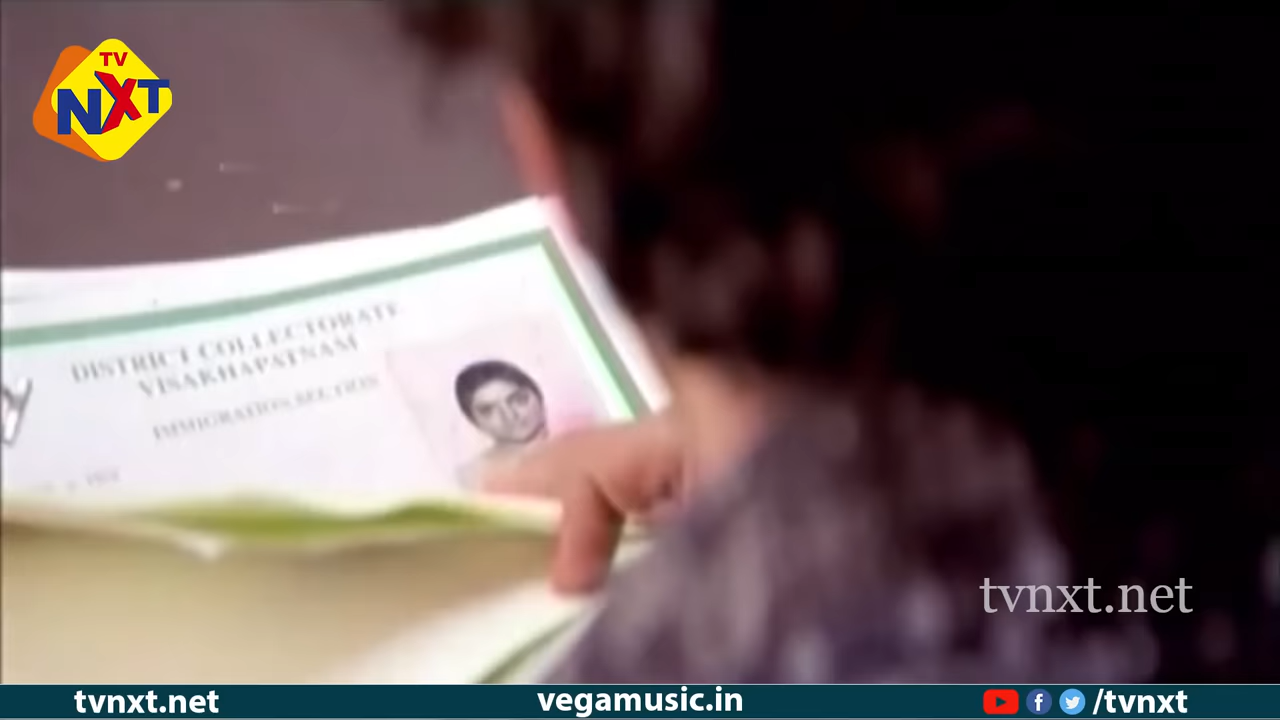 TV
NXT
DISTRICT COLLECTORATE
VISAKHAPATNAM
IMMIGRATION SECTION
tvnxt.net
tvnxt.net
vegamusic.in
/tvnxt